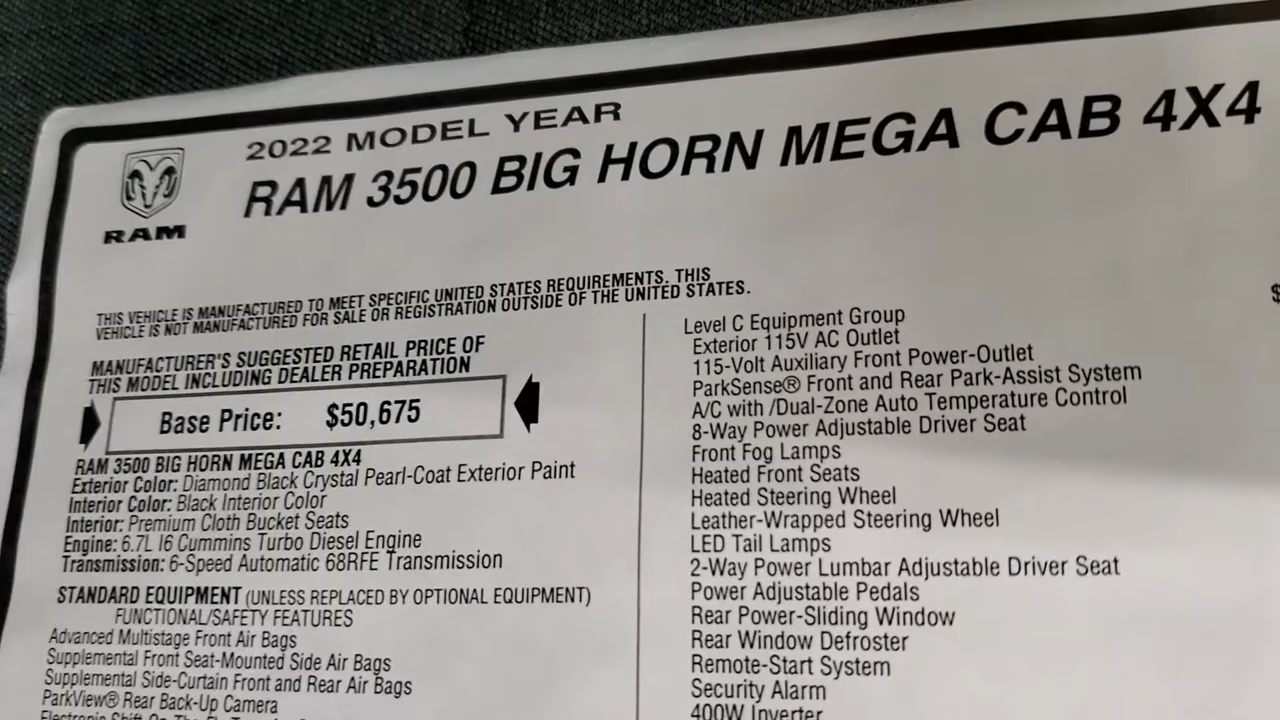 2022 MODEL YEAR
RAM 3500 BIG HORN MEGA CAB 4X4
RAM
THIS VEHICLE IS MANUFACTURED TO MEET SPECIFIC UNITED STATES REQUIREMENTS. THIS
VEHICLE IS NOT MANUFACTURED FOR SALE OR REGISTRATION OUTSIDE OF THE UNITED STATES.
MANUFACTURER'S SUGGESTED RETAIL PRICE OF
THIS MODEL INCLUDING DEALER PREPARATION
Base Price: $50,675
RAM 3500 BIG HORN MEGA CAB 4X4
Exterior Color: Diamond Black Crystal Pearl-Coat Exterior Paint
Interior Color: Black Interior Color
Interior: Premium Cloth Bucket Seats
Engine: 6.7L I6 Cummins Turbo Diesel Engine
Transmission: 6-Speed Automatic 68RFE Transmission
STANDARD EQUIPMENT (UNLESS REPLACED BY OPTIONAL EQUIPMENT)
FUNCTIONAL/SAFETY FEATURES
Advanced Multistage Front Air Bags
Supplemental Front Seat-Mounted Side Air Bags
Supplemental Side-Curtain Front and Rear Air Bags
ParkView® Rear Back-Up Camera
Electronic Shift On The Fly
Level C Equipment Group
Exterior 115V AC Outlet
115-Volt Auxiliary Front Power-Outlet
ParkSense® Front and Rear Park-Assist System
A/C with /Dual-Zone Auto Temperature Control
8-Way Power Adjustable Driver Seat
Front Fog Lamps
Heated Front Seats
Heated Steering Wheel
Leather-Wrapped Steering Wheel
LED Tail Lamps
2-Way Power Lumbar Adjustable Driver Seat
Power Adjustable Pedals
Rear Power-Sliding Window
Rear Window Defroster
Remote-Start System
Security Alarm
400W Inverter
$